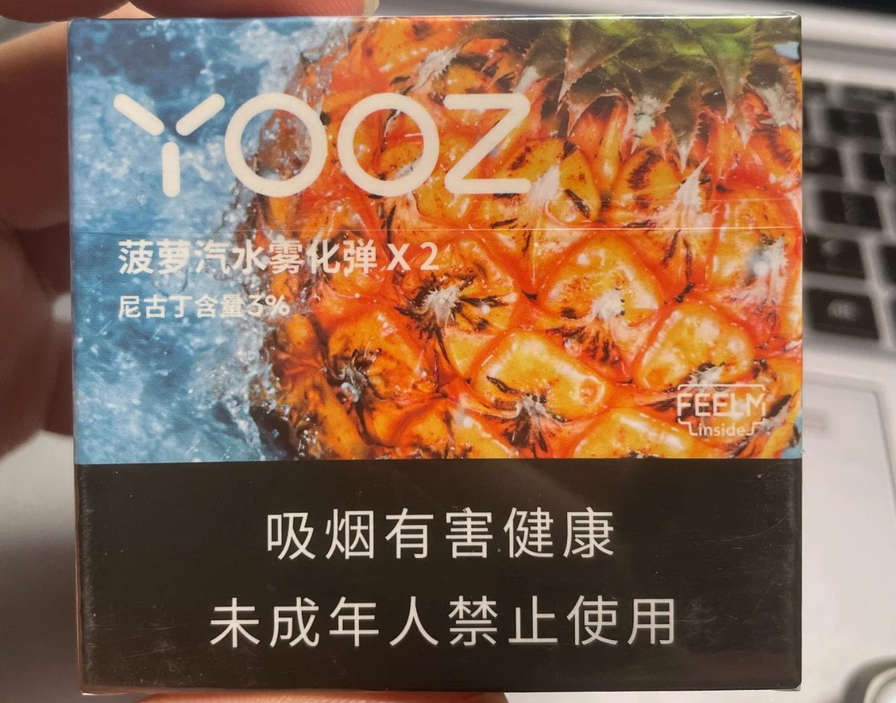 YOOZ
菠萝汽水雾化弹 X 2
尼古丁含量3%
FEELM
inside
吸烟有害健康
未成年人禁止使用